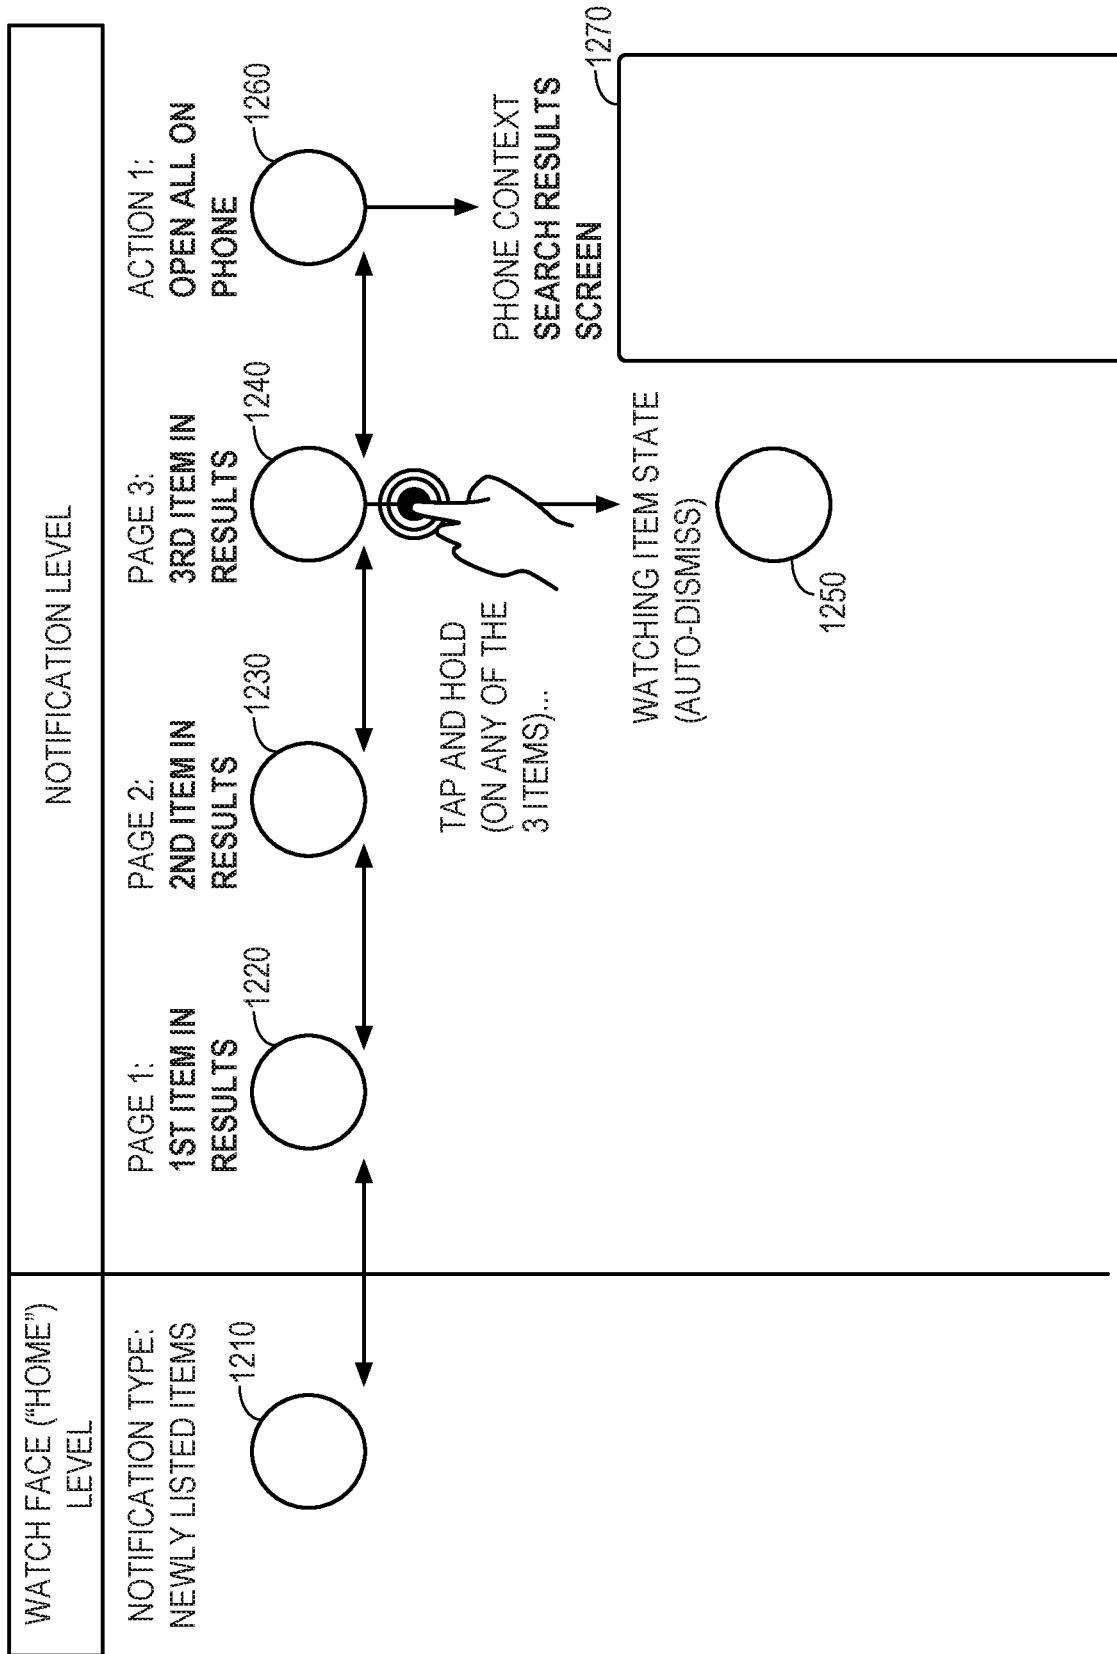 WATCH FACE ("HOME")
LEVEL
NOTIFICATION LEVEL
NOTIFICATION TYPE:
NEWLY LISTED ITEMS
1210
PAGE 1:
1ST ITEM IN
RESULTS
1220
PAGE 2:
2ND ITEM IN
RESULTS
1230
PAGE 3:
3RD ITEM IN
RESULTS
1240
ACTION 1:
OPEN ALL ON
PHONE
1260
TAP AND HOLD
(ON ANY OF THE
3 ITEMS)...
WATCHING ITEM STATE
(AUTO-DISMISS)
1250
PHONE CONTEXT
SEARCH RESULTS
SCREEN
1270